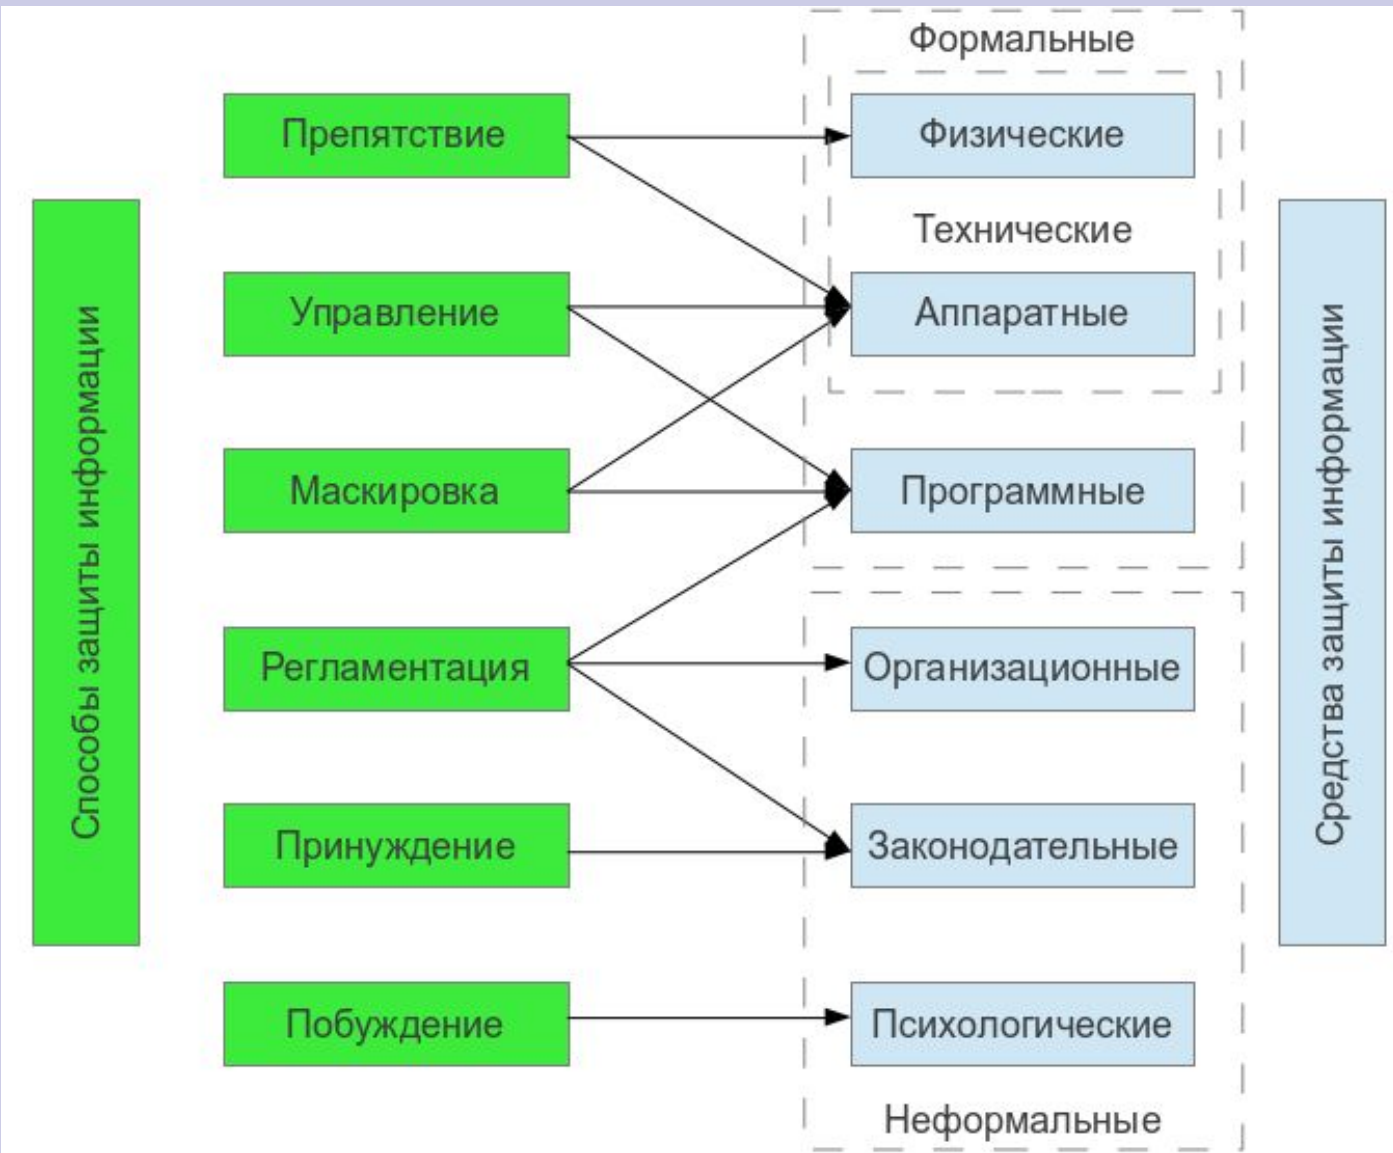 Способы защиты информации
Препятствие
Управление
Маскировка
Регламентация
Принуждение
Побуждение
Формальные
Физические
Технические
Аппаратные
Программные
Организационные
Законодательные
Психологические
Неформальные
Средства защиты информации